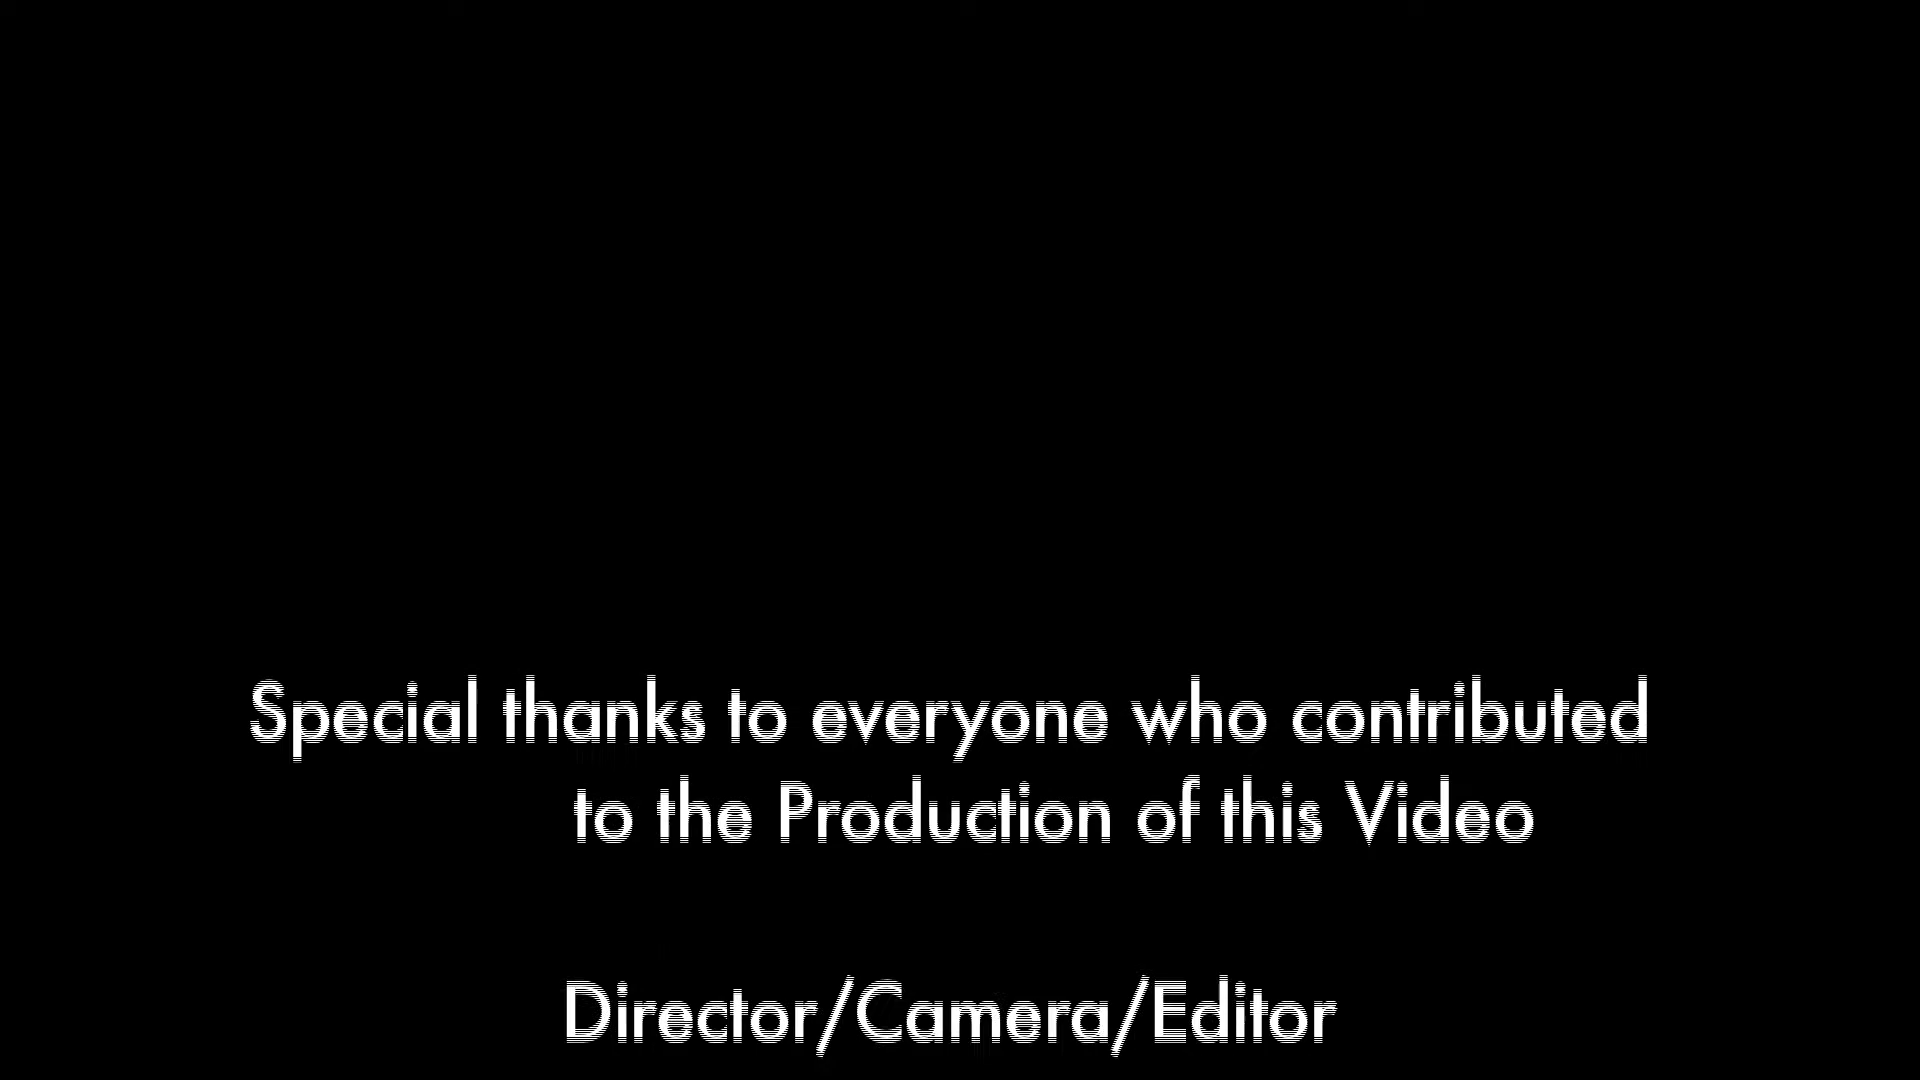 Special thanks to everyone who contributed
to the Production of this Video
Director/Camera/Editor